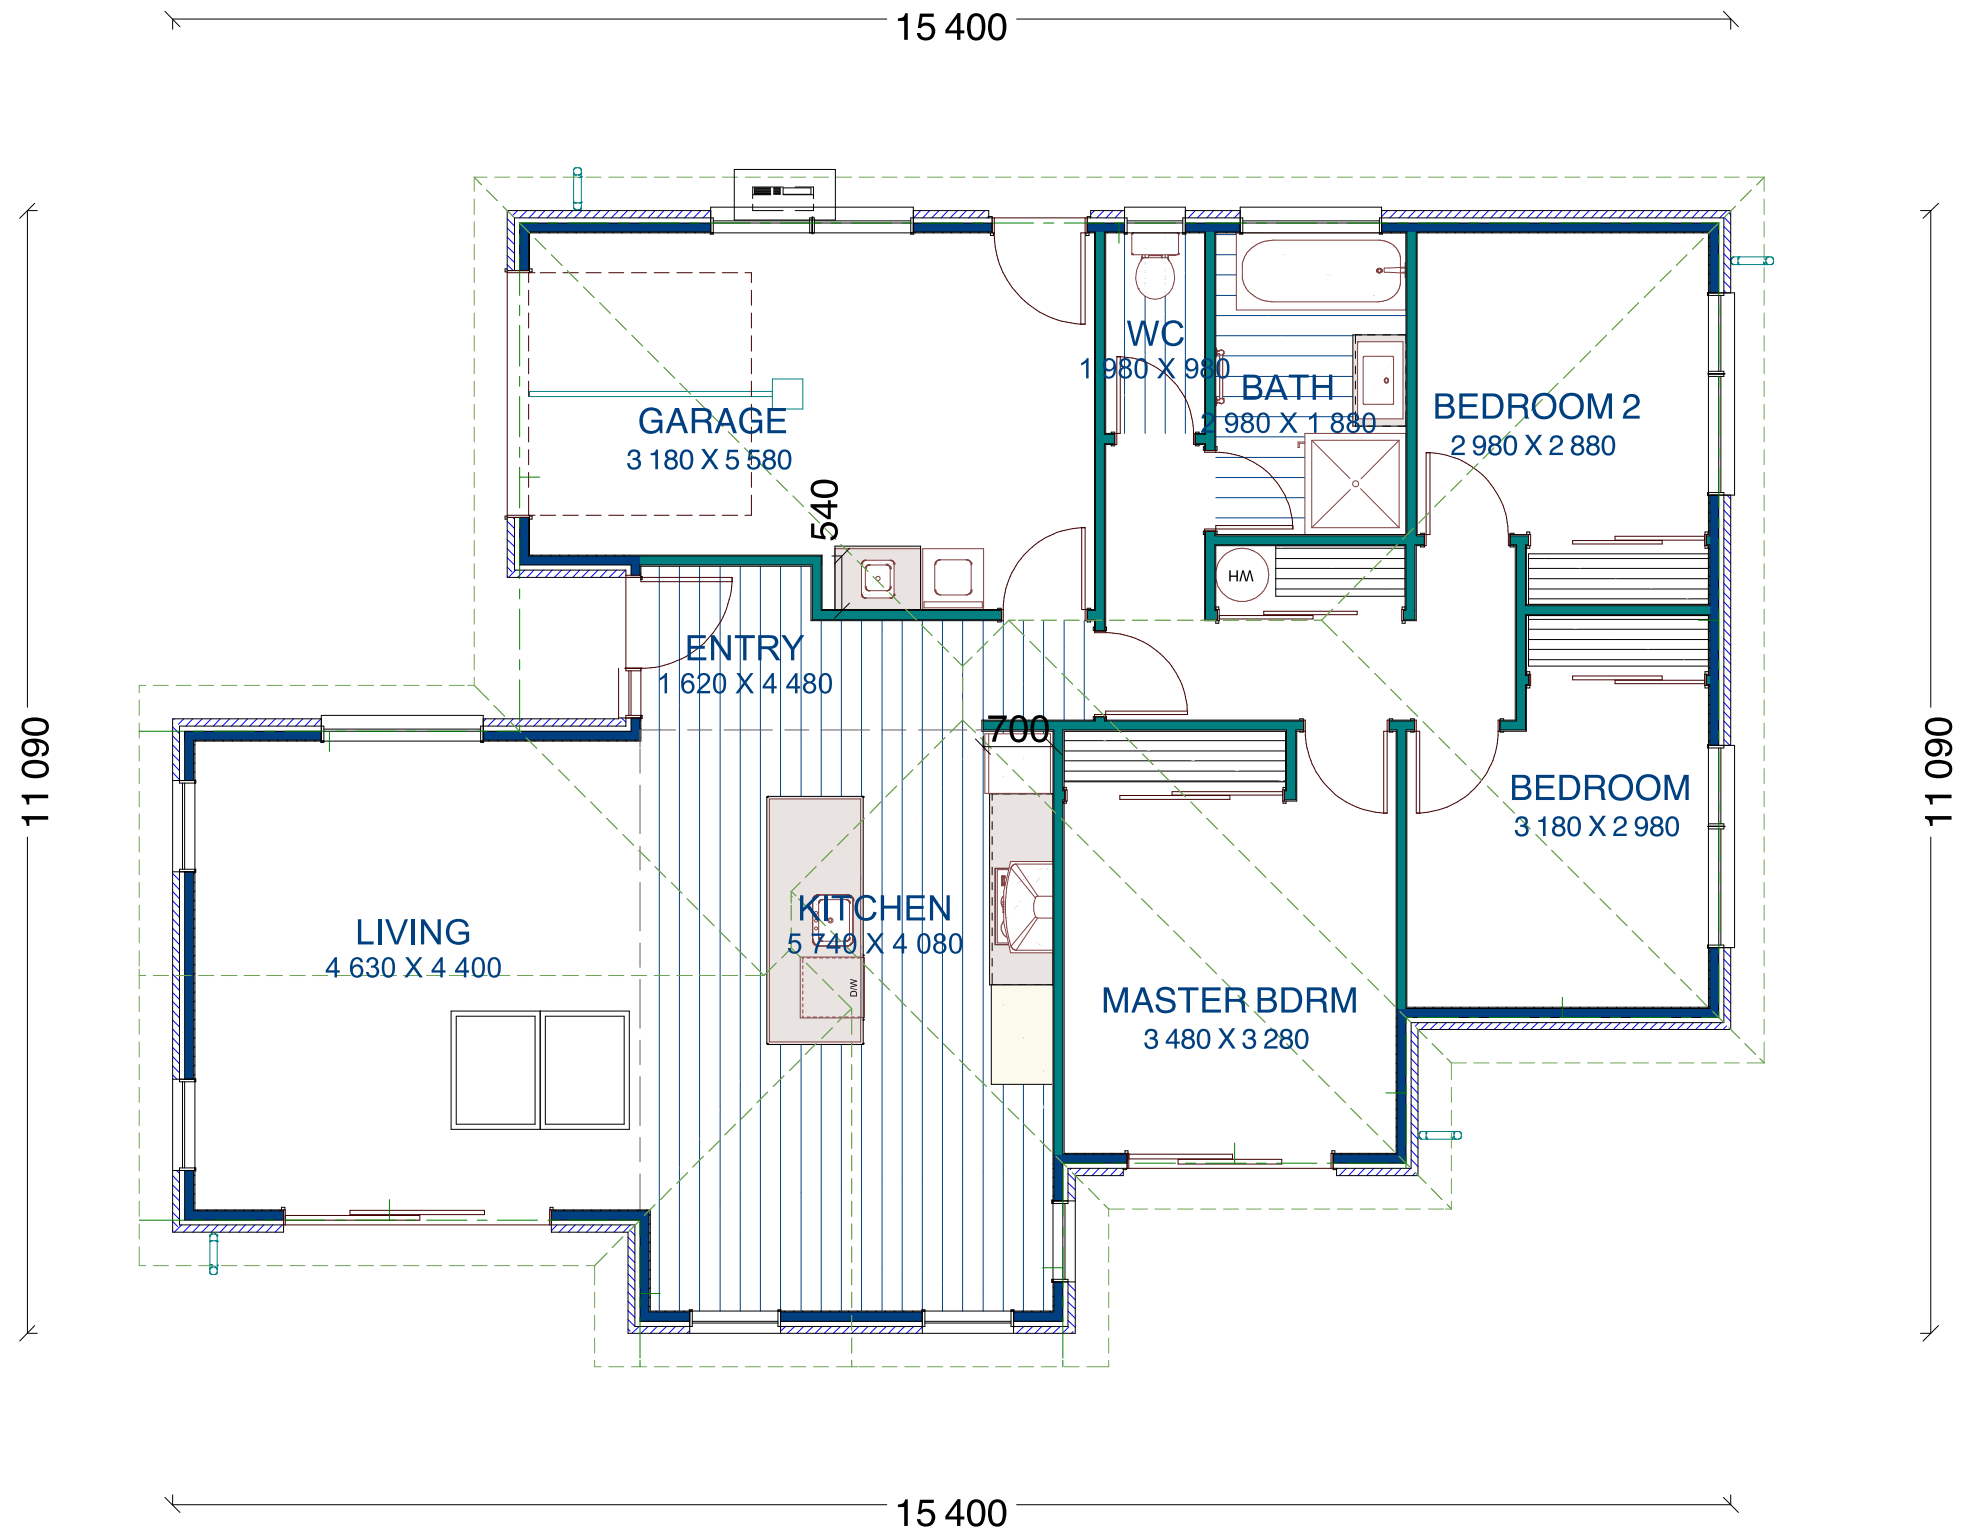 15 400
WC
1 980 X 980
BATH
2 980 X 1 880
BEDROOM 2
2 980 X 2 880
GARAGE
3 180 X 5 580
540
HW
ENTRY
1 620 X 4 480
700
11 090
11 090
BEDROOM
3 180 X 2 980
KITCHEN
5 740 X 4 080
LIVING
4 630 X 4 400
D/W
MASTER BDRM
3 480 X 3 280
15 400